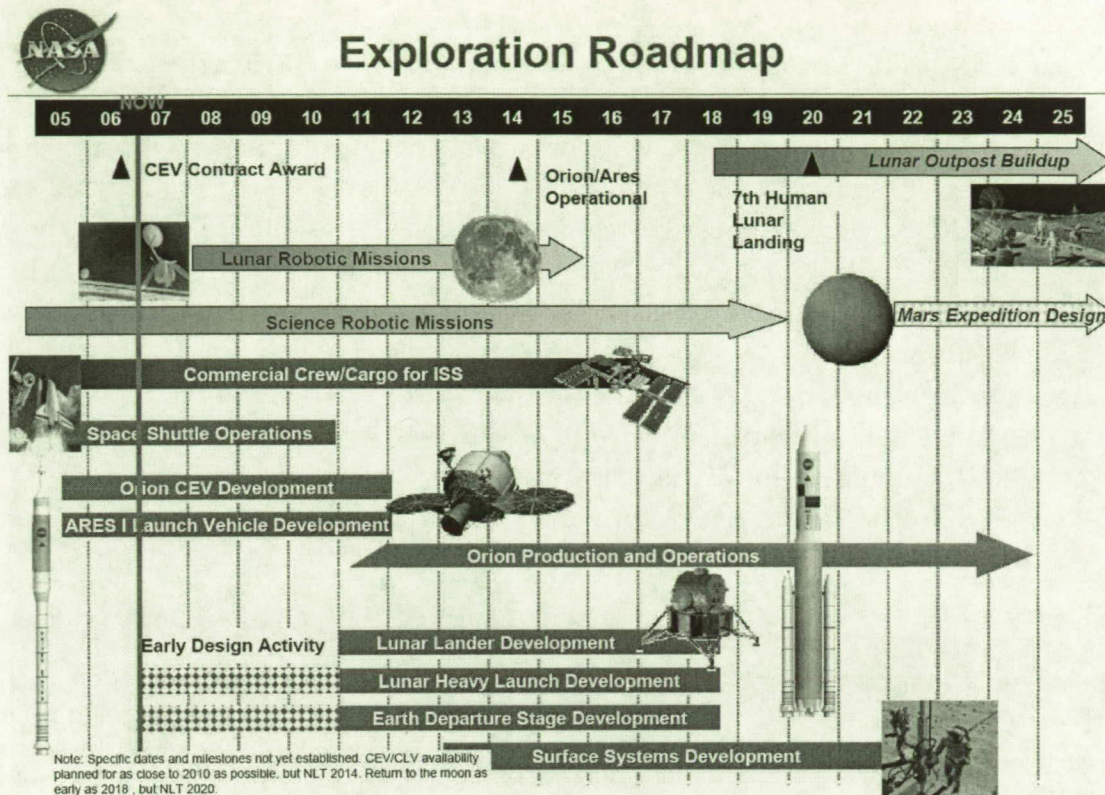 NASA
Exploration Roadmap
NOW
05 06 07 08 09 10 11 12 13 14 15 16 17 18 19 20 21 22 23 24 25
CEV Contract Award
Orion/Ares
Operational
Lunar Outpost Buildup
7th Human
Lunar
Landing
Lunar Robotic Missions
Science Robotic Missions
Mars Expedition Design
Commercial Crew/Cargo for ISS
Space Shuttle Operations
Orion CEV Development
ARES I Launch Vehicle Development
Orion Production and Operations
Early Design Activity
Lunar Lander Development
Lunar Heavy Launch Development
Earth Departure Stage Development
Surface Systems Development
Note: Specific dates and milestones not yet established. CEV/CLV availability
planned for as close to 2010 as possible, but NLT 2014. Return to the moon as
early as 2018 , but NLT 2020.